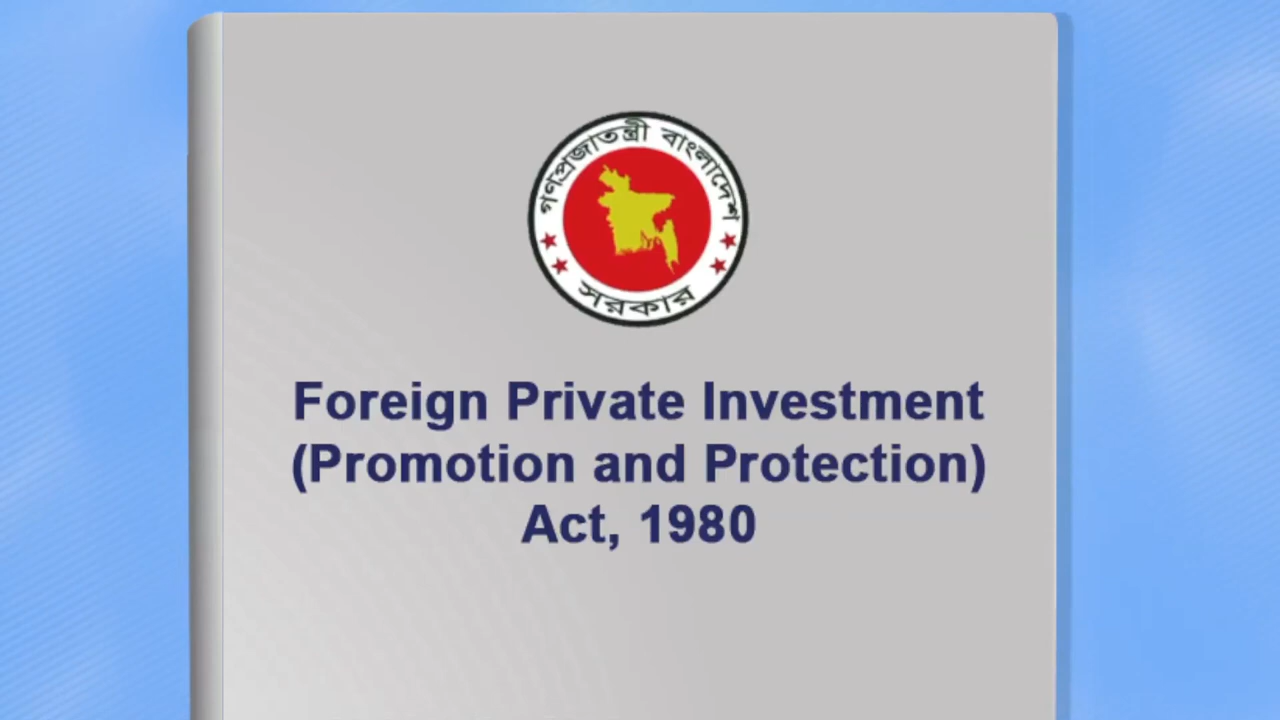 গণপ্রজাতন্ত্রী বাংলাদেশ
সরকার
Foreign Private Investment
(Promotion and Protection)
Act, 1980